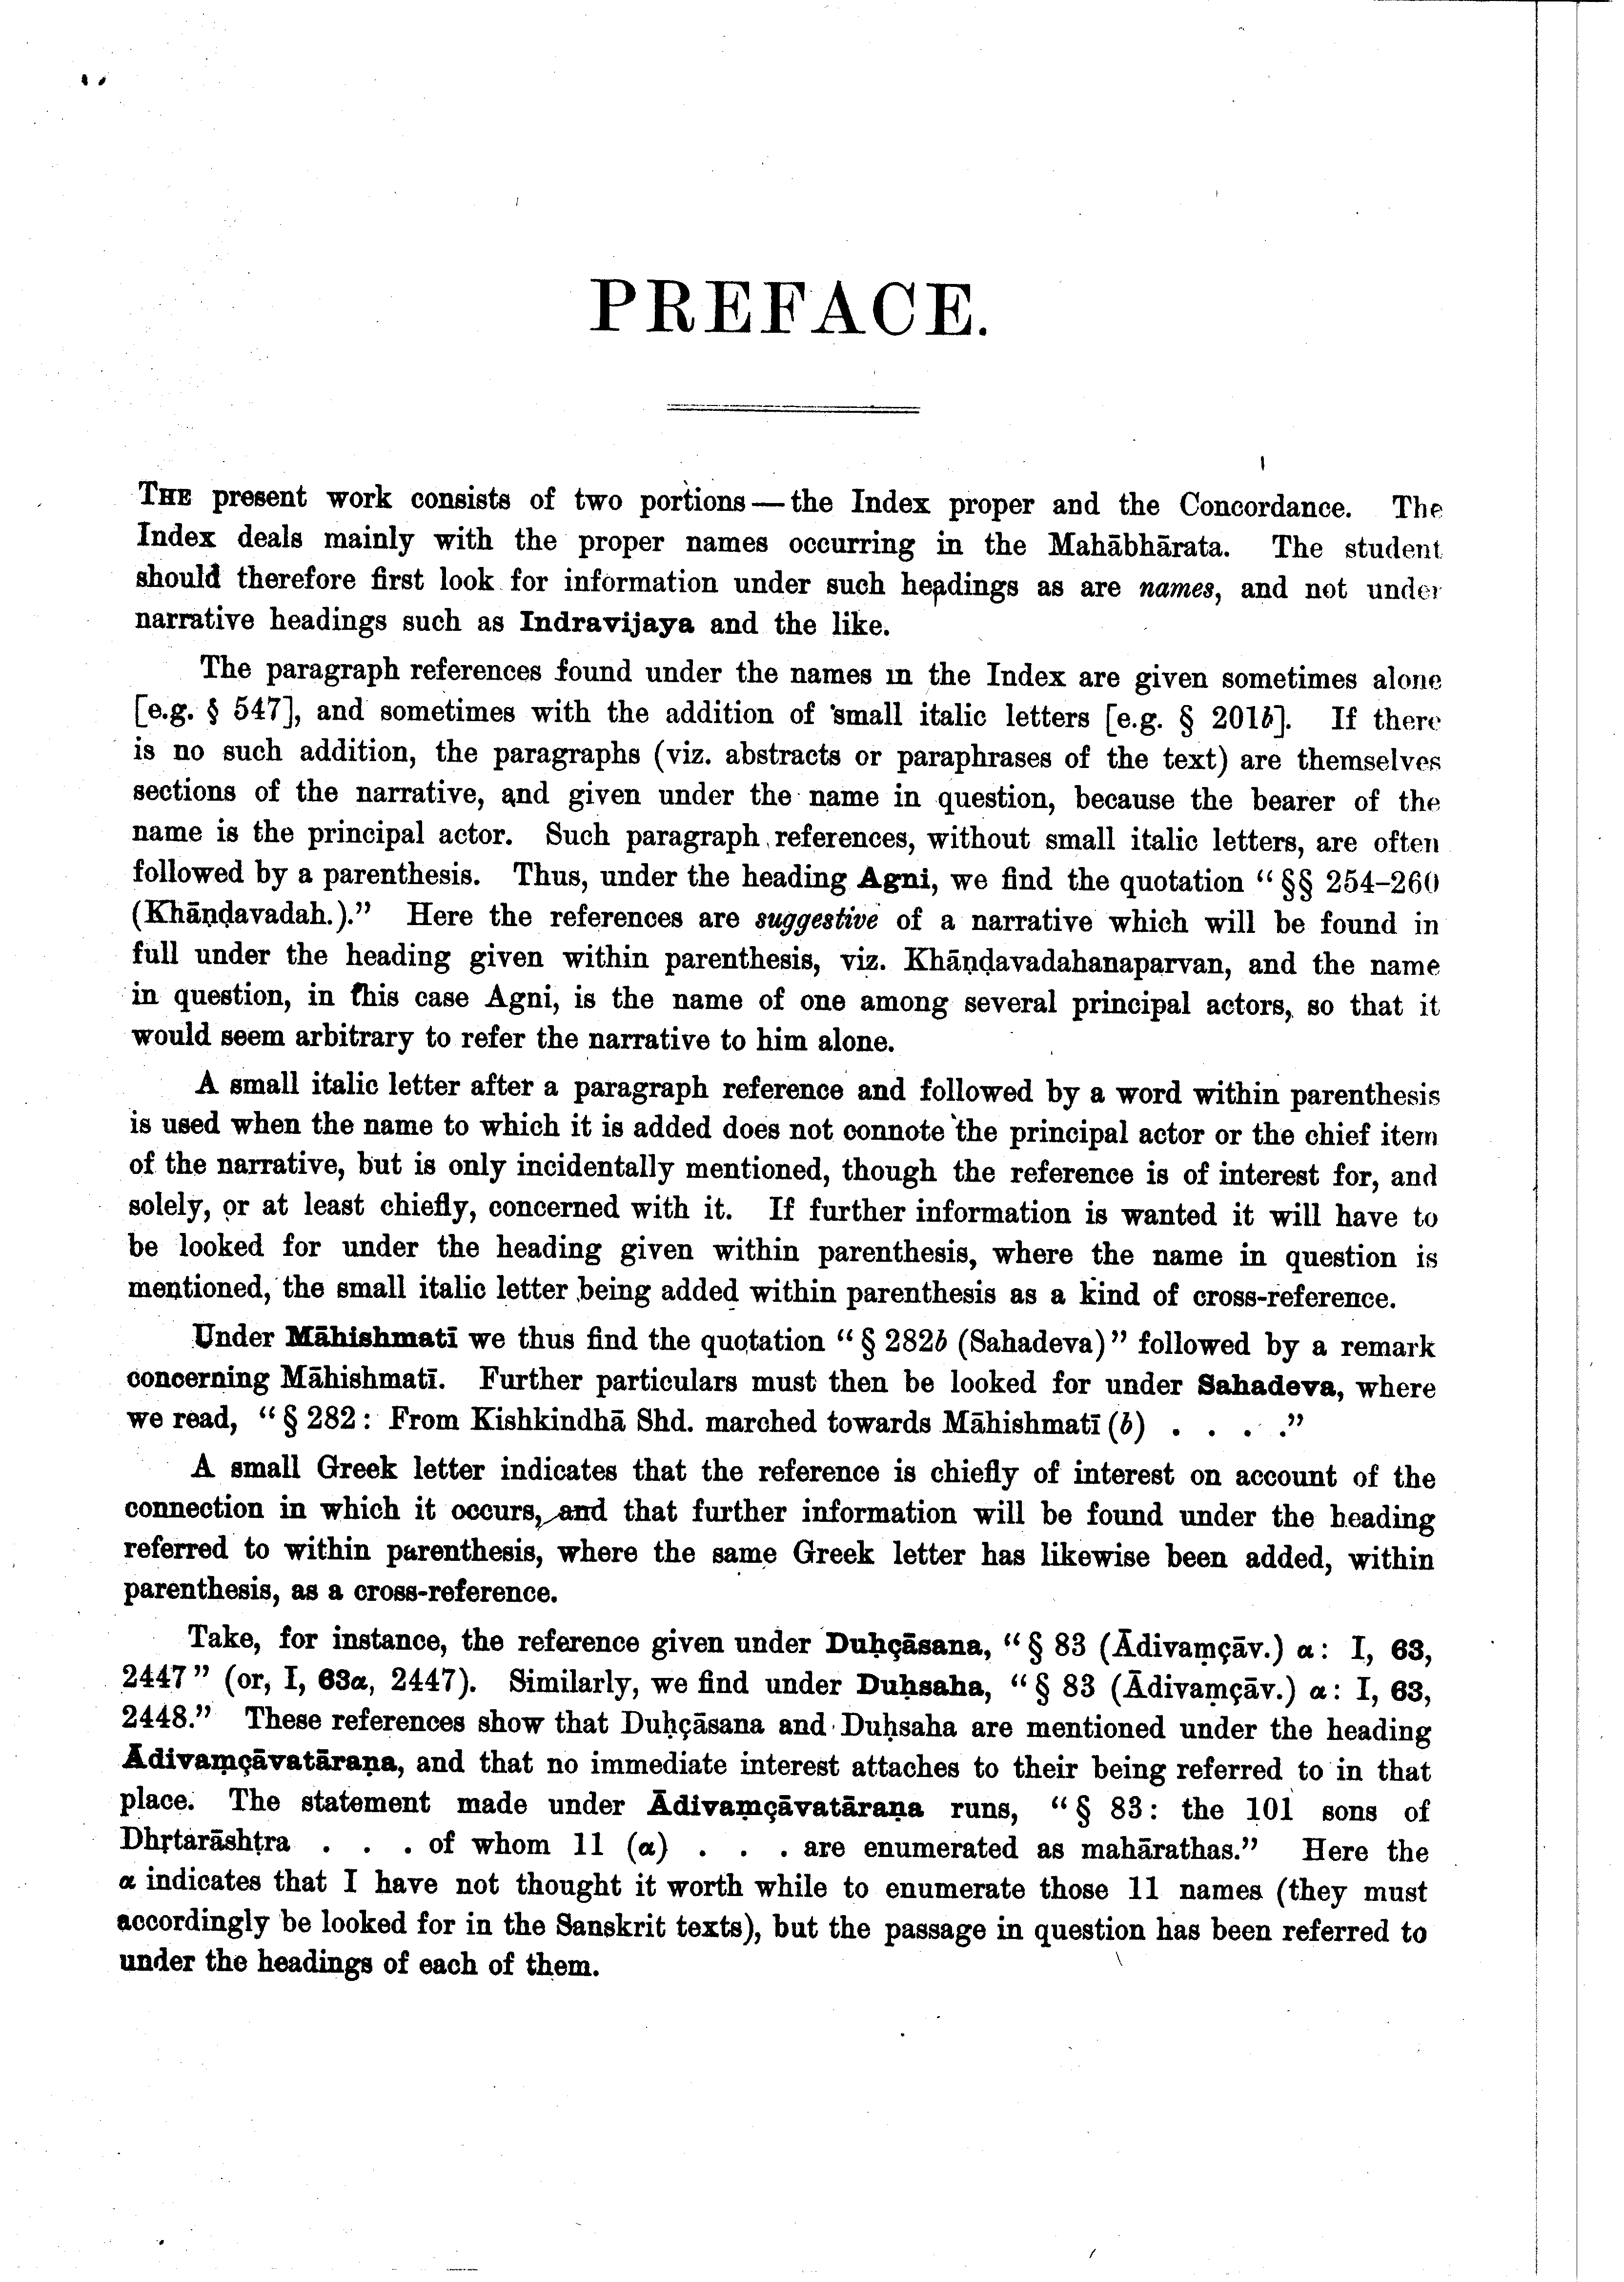 PREFACE.
THE present work consists of two portions — the Index proper and the Concordance. The
Index deals mainly with the proper names occurring in the Mahābhārata. The student
should therefore first look for information under such headings as are names, and not under
narrative headings such as Indravijaya and the like.
The paragraph references found under the names in the Index are given sometimes alone
[e.g. § 547], and sometimes with the addition of small italic letters [e.g. § 201b]. If there
is no such addition, the paragraphs (viz. abstracts or paraphrases of the text) are themselves
sections of the narrative, and given under the name in question, because the bearer of the
name is the principal actor. Such paragraph references, without small italic letters, are often
followed by a parenthesis. Thus, under the heading Agni, we find the quotation “§§ 254–260
(Khāṇḍavadah.).” Here the references are suggestive of a narrative which will be found in
full under the heading given within parenthesis, viz. Khāṇḍavadahanaparvan, and the name
in question, in this case Agni, is the name of one among several principal actors, so that it
would seem arbitrary to refer the narrative to him alone.
A small italic letter after a paragraph reference and followed by a word within parenthesis
is used when the name to which it is added does not connote the principal actor or the chief item
of the narrative, but is only incidentally mentioned, though the reference is of interest for, and
solely, or at least chiefly, concerned with it. If further information is wanted it will have to
be looked for under the heading given within parenthesis, where the name in question is
mentioned, the small italic letter being added within parenthesis as a kind of cross-reference.
Under Māhishmatī we thus find the quotation “§ 282b (Sahadeva)” followed by a remark
concerning Māhishmatī. Further particulars must then be looked for under Sahadeva, where
we read, “§ 282: From Kishkindhā Shd. marched towards Māhishmatī (b) . . . .”
A small Greek letter indicates that the reference is chiefly of interest on account of the
connection in which it occurs, and that further information will be found under the heading
referred to within parenthesis, where the same Greek letter has likewise been added, within
parenthesis, as a cross-reference.
Take, for instance, the reference given under Duḥçāsana, “§ 83 (Ādivaṃçāv.) α: I, 63,
2447” (or, I, 63α, 2447). Similarly, we find under Duḥsaha, “§ 83 (Ādivaṃçāv.) α: I, 63,
2448.” These references show that Duḥçāsana and Duḥsaha are mentioned under the heading
Ādivaṃçāvatāraṇa, and that no immediate interest attaches to their being referred to in that
place. The statement made under Ādivaṃçāvatāraṇa runs, “§ 83: the 101 sons of
Dhṛtarāshṭra . . . of whom 11 (α) . . . are enumerated as mahārathas.” Here the
α indicates that I have not thought it worth while to enumerate those 11 names (they must
accordingly be looked for in the Sanskrit texts), but the passage in question has been referred to
under the headings of each of them.